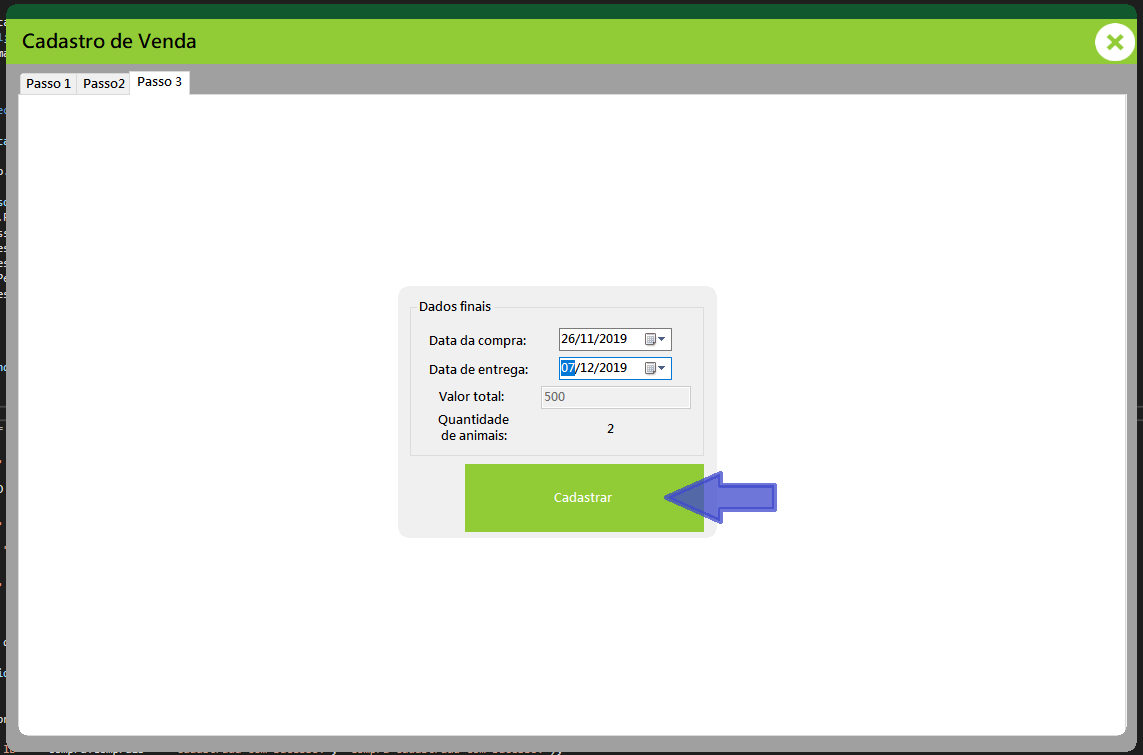 Cadastro de Venda
Passo 1 Passo2 Passo 3
Dados finais
Data da compra: 26/11/2019
Data de entrega: 07/12/2019
Valor total: 500
Quantidade
de animais: 2
Cadastrar